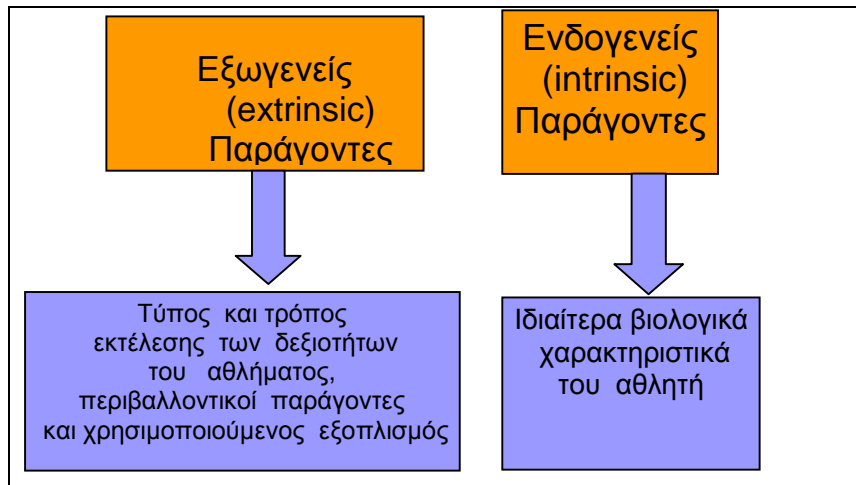 Εξωγενείς
(extrinsic)
Παράγοντες
Ενδογενείς
(intrinsic)
Παράγοντες
Τύπος και τρόπος
εκτέλεσης των δεξιοτήτων
του αθλήματος,
περιβαλλοντικοί παράγοντες
και χρησιμοποιούμενος εξοπλισμός
Ιδιαίτερα βιολογικά
χαρακτηριστικά
του αθλητή